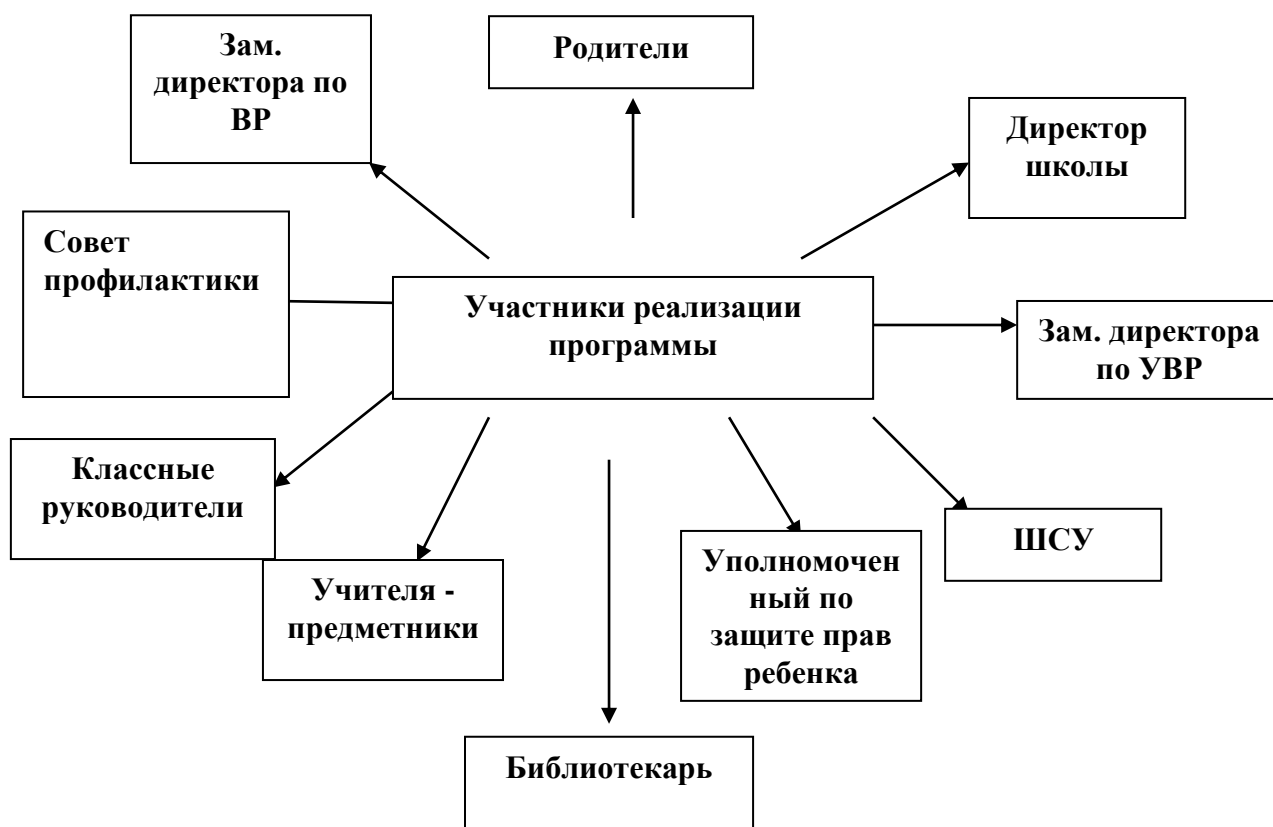 Зам.
директора по
ВР
Родители
Директор
школы
Совет
профилактики
Участники реализации
программы
Зам. директора
по УВР
Классные
руководители
Учителя -
предметники
Уполномочен
ный по
защите прав
ребенка
ШСУ
Библиотекарь